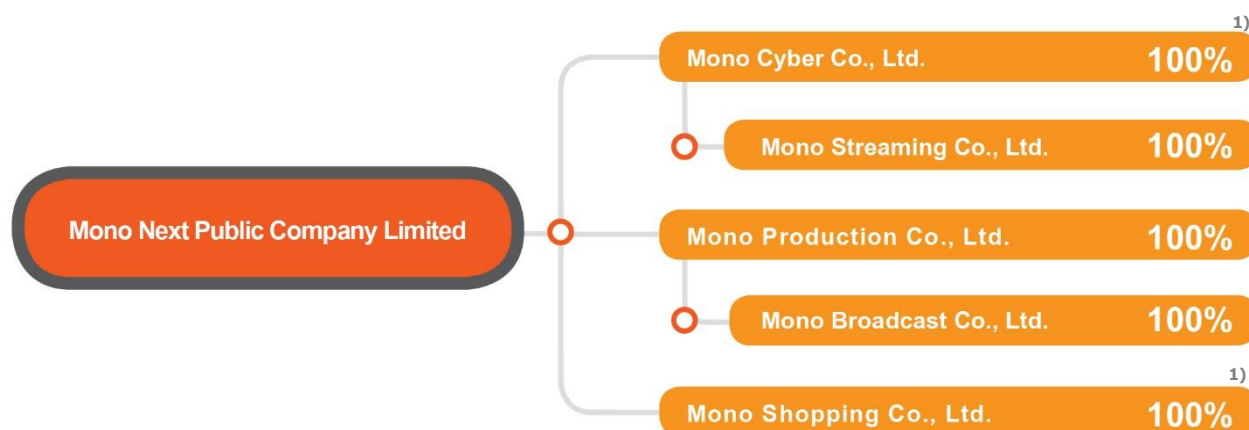 1)
Mono Cyber Co., Ltd. 100%
Mono Streaming Co., Ltd. 100%
Mono Next Public Company Limited
Mono Production Co., Ltd. 100%
Mono Broadcast Co., Ltd. 100%
1)
Mono Shopping Co., Ltd. 100%